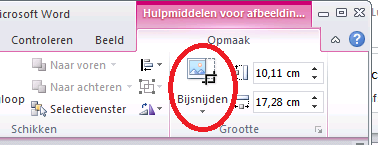 icrosoft Word
Hulpmiddelen voor afbeeldin...
Controleren Beeld Opmaak
Naar voren
Naar achteren
loop Selectievenster
Bijsnijden
10,11 cm
17,28 cm
Schikken Grootte